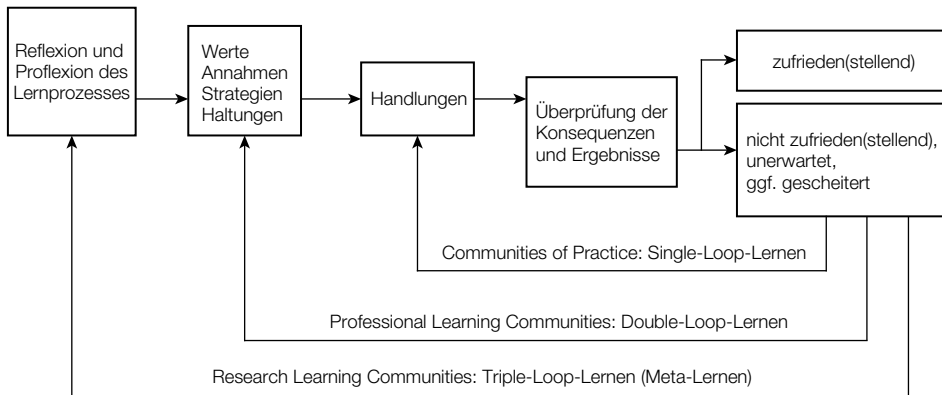 Reflexion und
Proflexion des
Lernprozesses
Werte
Annahmen
Strategien
Haltungen
Handlungen
Überprüfung der
Konsequenzen
und Ergebnisse
zufrieden(stellend)
nicht zufrieden(stellend),
unerwartet,
ggf. gescheitert
Communities of Practice: Single-Loop-Lernen
Professional Learning Communities: Double-Loop-Lernen
Research Learning Communities: Triple-Loop-Lernen (Meta-Lernen)